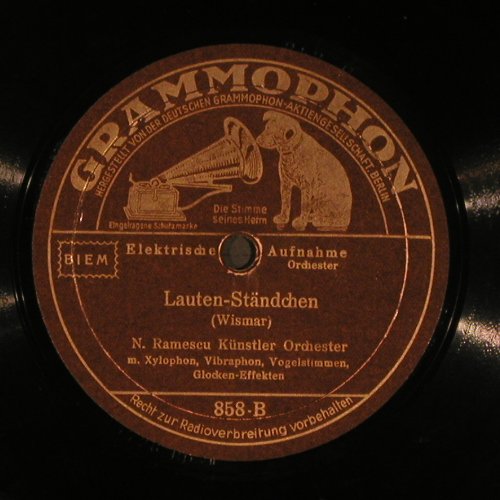 GRAMMOPHON
HERGESTELLT VON DER DEUTSCHEN GRAMMOPHON-AKTIENGESELLSCHAFT, BERLIN
Die Stimme
seines Herrn
Eingetragene Schutzmarke
BIEM
Elektrische Aufnahme
Orchester
Lauten-Ständchen
(Wismar)
N. Ramescu Künstler Orchester
m. Xylophon, Vibraphon, Vogelstimmen,
Glocken-Effekten
858-B
Recht zur Radioverbreitung vorbehalten